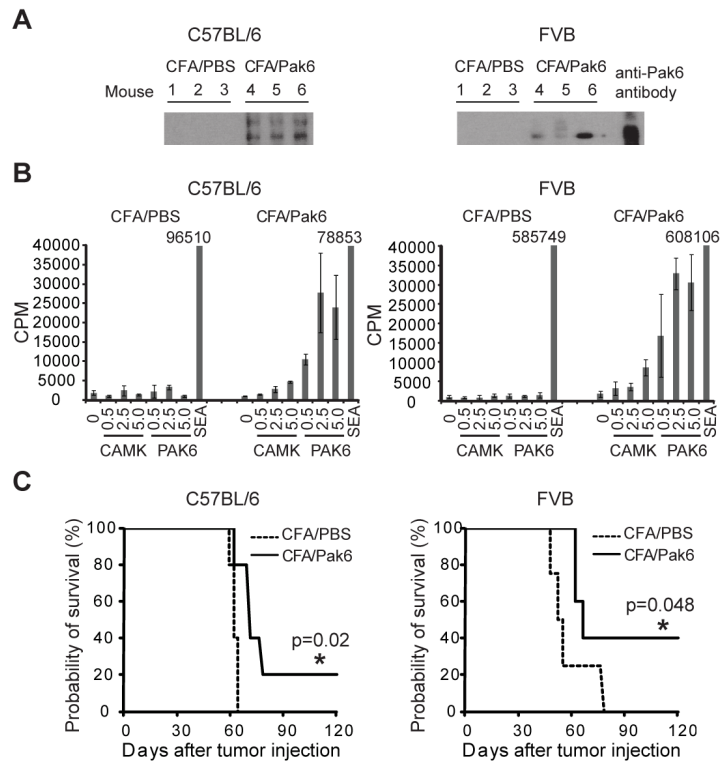 A
C57BL/6
FVB
CFA/PBS CFA/Pak6
CFA/PBS CFA/Pak6 anti-Pak6 antibody
Mouse 1 2 3 4 5 6
1 2 3 4 5 6
B
C57BL/6
FVB
CFA/PBS CFA/Pak6
CFA/PBS CFA/Pak6
96510 78853
585749 608106
CPM
40000
35000
30000
25000
20000
15000
10000
5000
0
0 0.5 2.5 5.0 0.5 2.5 5.0 SEA 0.5 2.5 5.0 0.5 2.5 5.0 SEA
CAMK PAK6 CAMK PAK6
CPM
40000
35000
30000
25000
20000
15000
10000
5000
0
0 0.5 2.5 5.0 0.5 2.5 5.0 SEA 0 0.5 2.5 5.0 0.5 2.5 5.0 SEA
CAMK PAK6 CAMK PAK6
C
C57BL/6
Probability of survival (%)
100
80
60
40
20
0
CFA/PBS
CFA/Pak6
p=0.02
*
0 30 60 90 120
Days after tumor injection
FVB
Probability of survival (%)
100
80
60
40
20
0
CFA/PBS
CFA/Pak6
p=0.048
*
0 30 60 90 120
Days after tumor injection